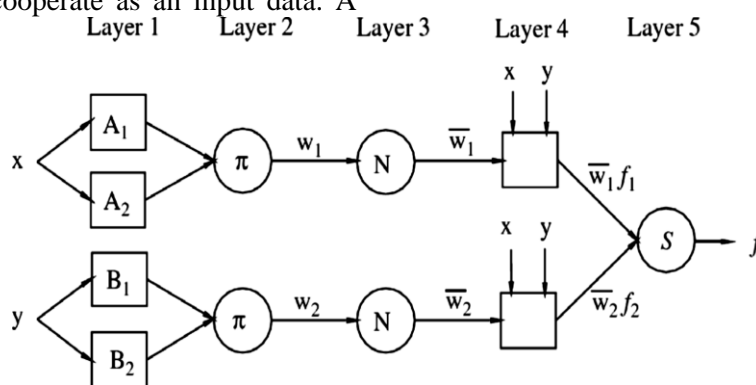 cooperate as an input data. A
Layer 1 Layer 2 Layer 3 Layer 4 Layer 5
x y
A₁
w₁ w̅₁
x π N
w̅₁f₁
A₂
x y S
B₁
w₂ w̅₂
y π N
w̅₂f₂
B₂